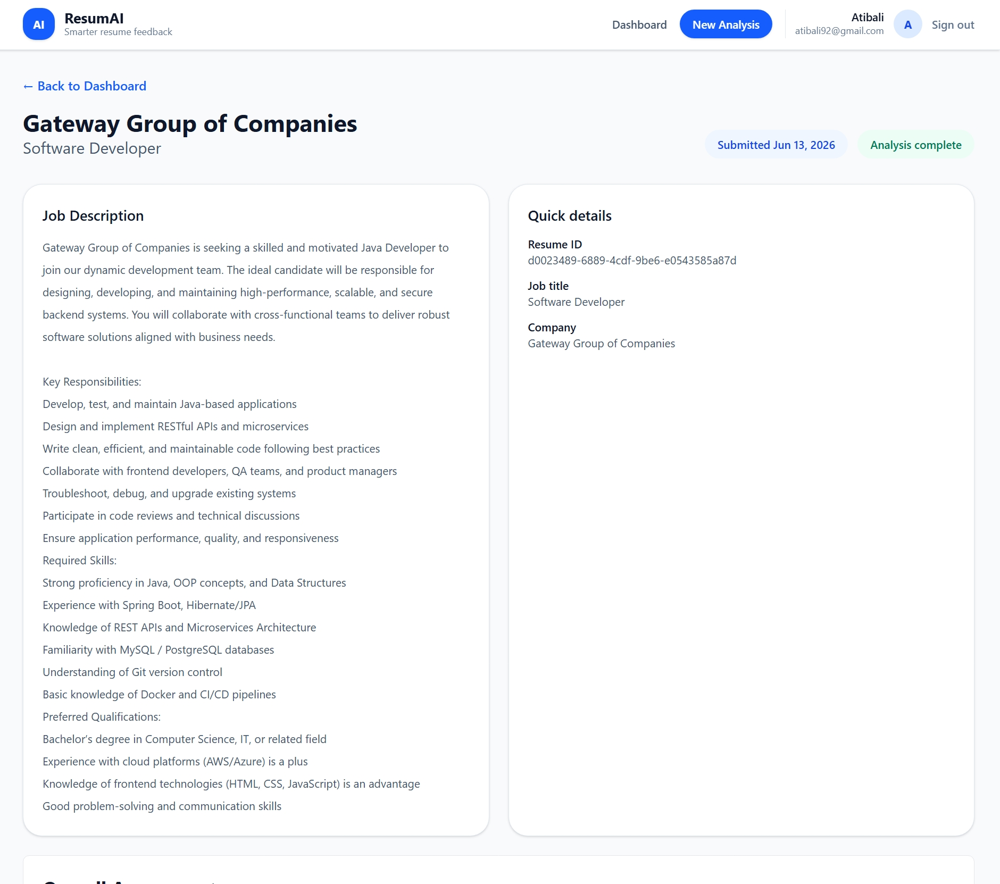 AI
ResumAI
Smarter resume feedback
Dashboard
New Analysis
Atibali
atibali92@gmail.com
A
Sign out
← Back to Dashboard
Gateway Group of Companies
Software Developer
Submitted Jun 13, 2026
Analysis complete
Job Description
Gateway Group of Companies is seeking a skilled and motivated Java Developer to
join our dynamic development team. The ideal candidate will be responsible for
designing, developing, and maintaining high-performance, scalable, and secure
backend systems. You will collaborate with cross-functional teams to deliver robust
software solutions aligned with business needs.
Key Responsibilities:
Develop, test, and maintain Java-based applications
Design and implement RESTful APIs and microservices
Write clean, efficient, and maintainable code following best practices
Collaborate with frontend developers, QA teams, and product managers
Troubleshoot, debug, and upgrade existing systems
Participate in code reviews and technical discussions
Ensure application performance, quality, and responsiveness
Required Skills:
Strong proficiency in Java, OOP concepts, and Data Structures
Experience with Spring Boot, Hibernate/JPA
Knowledge of REST APIs and Microservices Architecture
Familiarity with MySQL / PostgreSQL databases
Understanding of Git version control
Basic knowledge of Docker and CI/CD pipelines
Preferred Qualifications:
Bachelor’s degree in Computer Science, IT, or related field
Experience with cloud platforms (AWS/Azure) is a plus
Knowledge of frontend technologies (HTML, CSS, JavaScript) is an advantage
Good problem-solving and communication skills
Quick details
Resume ID
d0023489-6889-4cdf-9be6-e0543585a87d
Job title
Software Developer
Company
Gateway Group of Companies